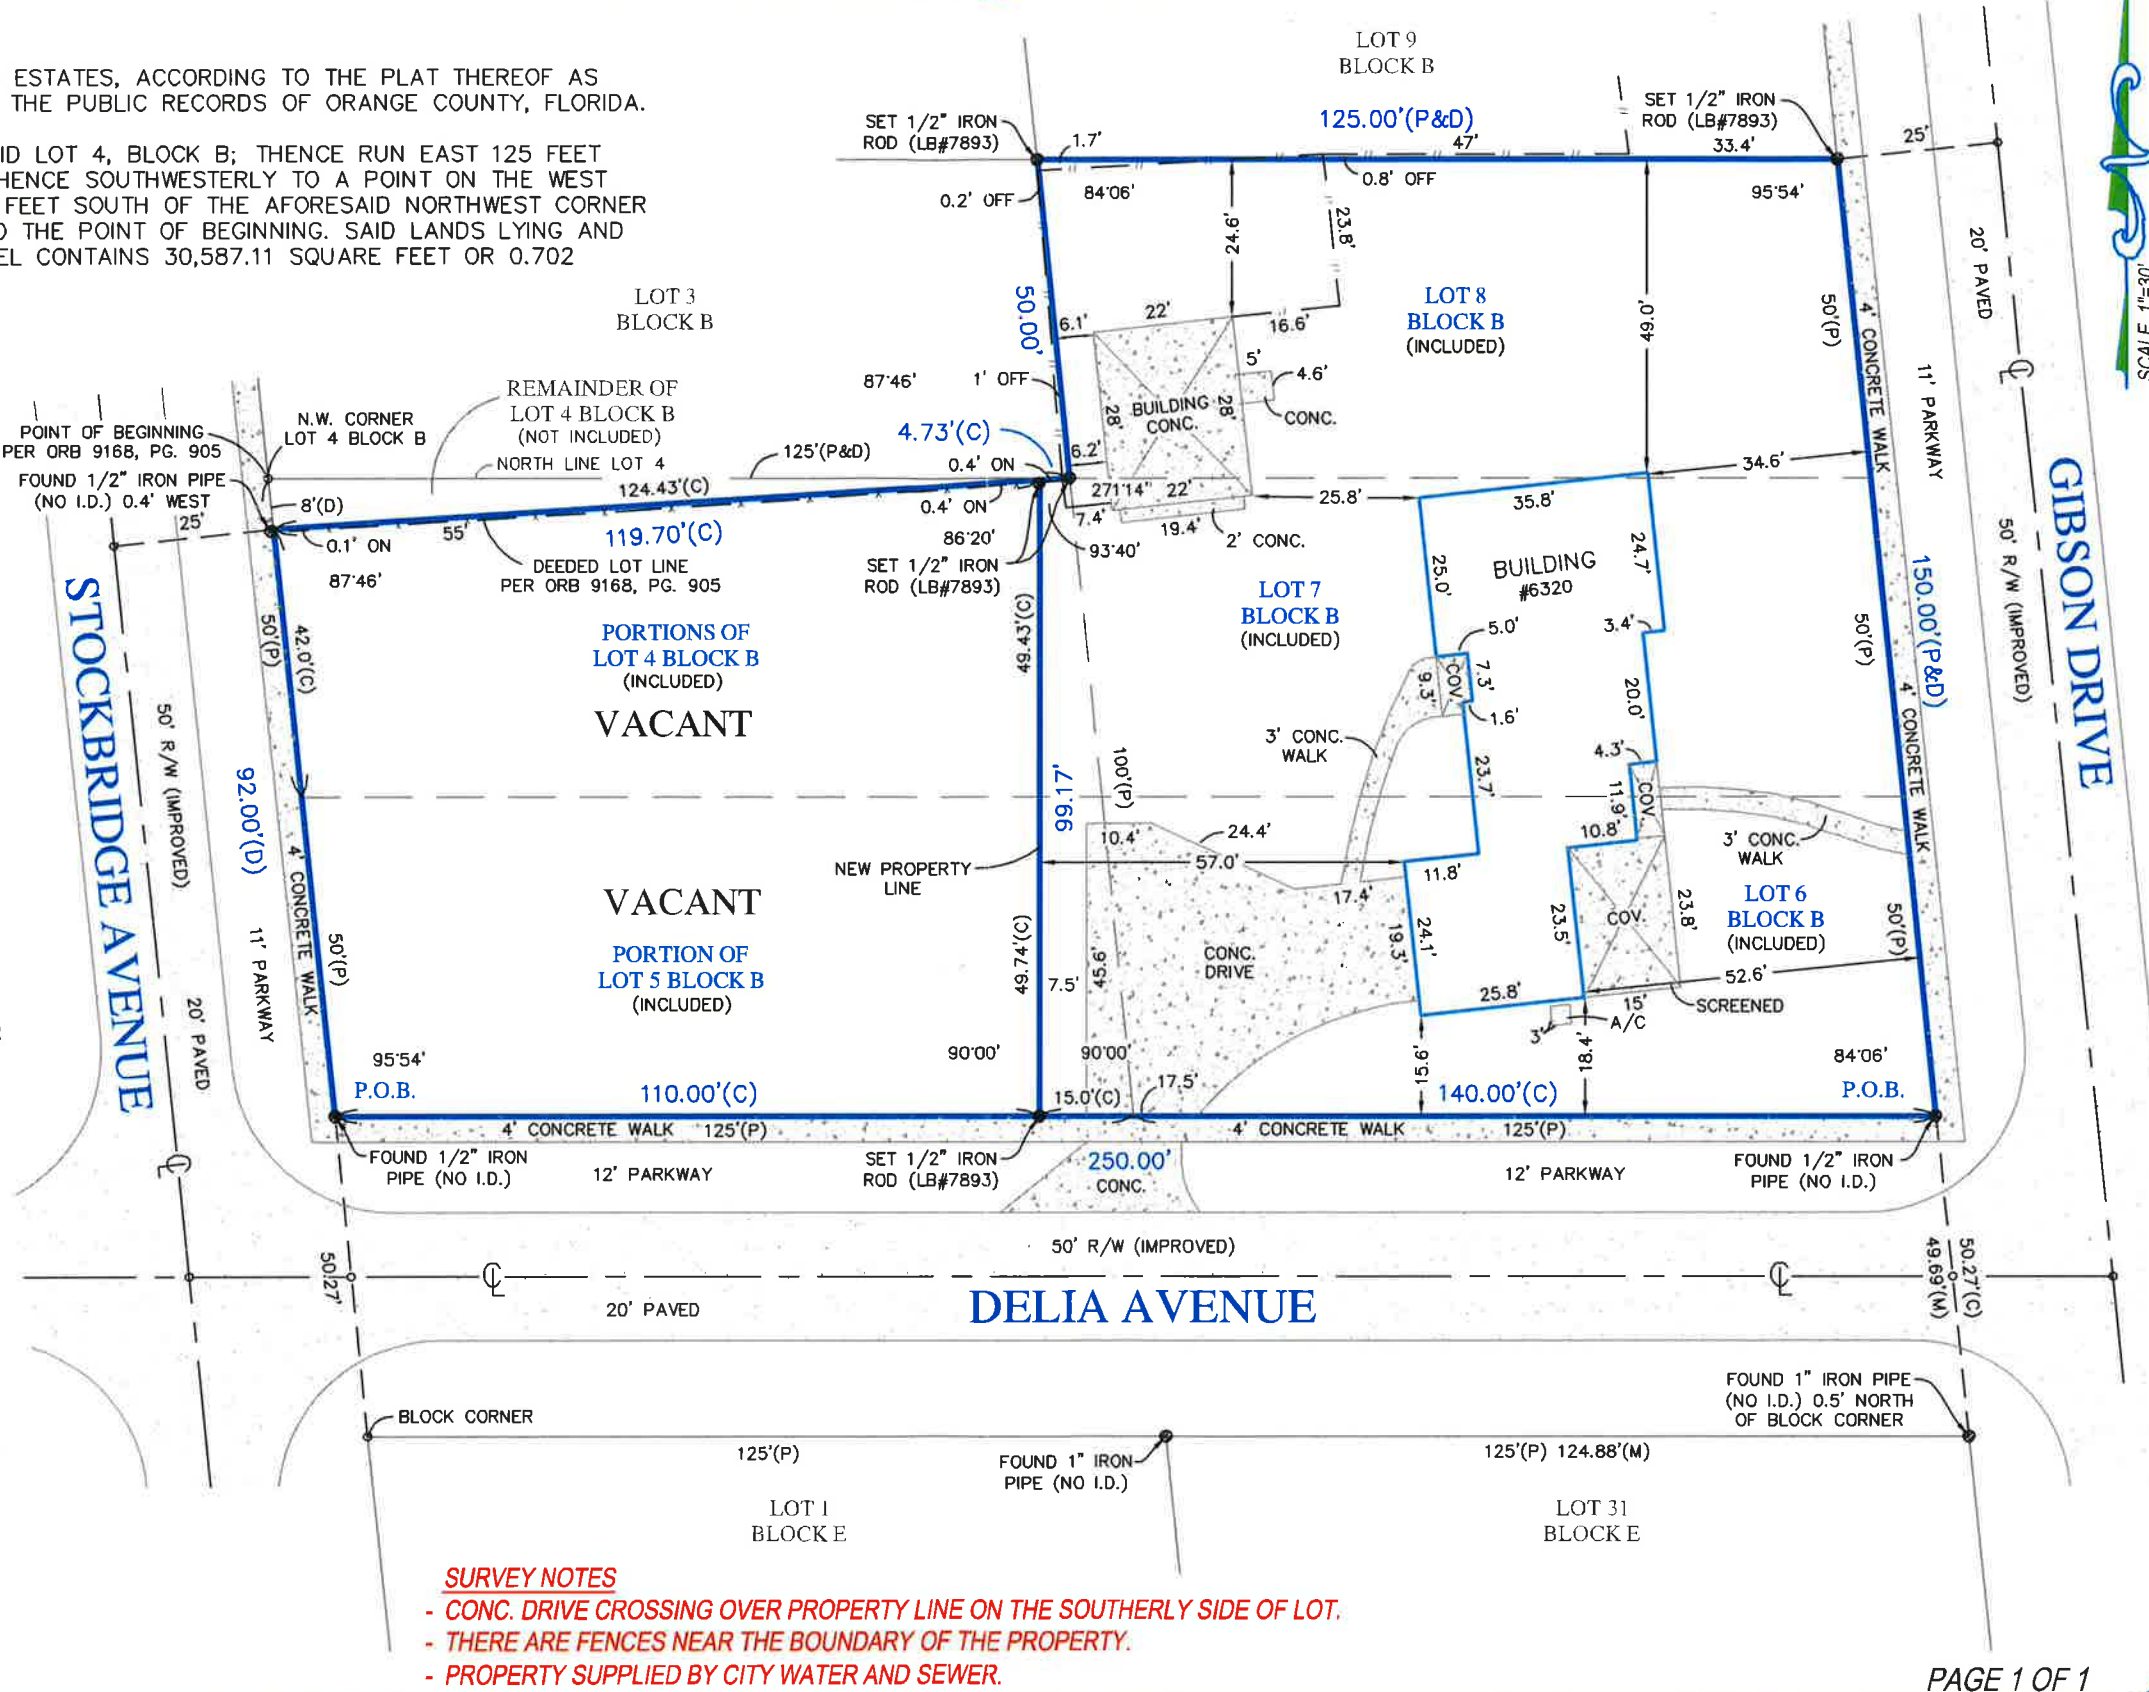 ESTATES, ACCORDING TO THE PLAT THEREOF AS
THE PUBLIC RECORDS OF ORANGE COUNTY, FLORIDA.
ID LOT 4, BLOCK B; THENCE RUN EAST 125 FEET
HENCE SOUTHWESTERLY TO A POINT ON THE WEST
FEET SOUTH OF THE AFORESAID NORTHWEST CORNER
O THE POINT OF BEGINNING. SAID LANDS LYING AND
EL CONTAINS 30,587.11 SQUARE FEET OR 0.702
LOT 9
BLOCK B
SET 1/2" IRON
ROD (LB#7893)
1.7'
125.00'(P&D)
47'
SET 1/2" IRON
ROD (LB#7893)
33.4'
25'
0.2' OFF
84°06'
0.8' OFF
95°54'
24.6'
23.8'
49.0'
20' PAVED
SCALE 1"=30'
LOT 3
BLOCK B
50.00'
6.1'
22'
16.6'
LOT 8
BLOCK B
(INCLUDED)
50'(P)
4' CONCRETE WALK
11' PARKWAY
5'
4.6'
CONC.
28'
BUILDING
CONC.
28'
REMAINDER OF
LOT 4 BLOCK B
(NOT INCLUDED)
87°46'
1' OFF
4.73'(C)
N.W. CORNER
LOT 4 BLOCK B
POINT OF BEGINNING
PER ORB 9168, PG. 905
FOUND 1/2" IRON PIPE
(NO I.D.) 0.4' WEST
NORTH LINE LOT 4
125'(P&D)
0.4' ON
6.2'
34.6'
124.43'(C)
8'(D)
25'
0.4' ON
271°14"
22'
25.8'
35.8'
7.4'
19.4'
2' CONC.
0.1' ON
55'
119.70'(C)
86°20'
93°40'
87°46'
DEEDED LOT LINE
PER ORB 9168, PG. 905
SET 1/2" IRON
ROD (LB#7893)
25.0'
24.7'
BUILDING
#6320
GIBSON DRIVE
50' R/W (IMPROVED)
150.00'(P&D)
50'(P)
4' CONCRETE WALK
STOCKBRIDGE AVENUE
50'(P)
42.0'(C)
PORTIONS OF
LOT 4 BLOCK B
(INCLUDED)
VACANT
49.43'(C)
LOT 7
BLOCK B
(INCLUDED)
5.0'
3.4'
COV.
7.3'
9.3'
1.6'
20.0'
50' R/W (IMPROVED)
92.00'(D)
4' CONCRETE WALK
3' CONC.
WALK
23.7'
4.3'
COV.
11.9'
10.8'
99.17'
100'(P)
10.4'
24.4'
57.0'
11.8'
17.4'
3' CONC.
WALK
NEW PROPERTY
LINE
VACANT
PORTION OF
LOT 5 BLOCK B
(INCLUDED)
50'(P)
11' PARKWAY
20' PAVED
49.74'(C)
7.5'
45.6'
CONC.
DRIVE
19.3'
24.1'
23.5'
COV.
23.8'
LOT 6
BLOCK B
(INCLUDED)
50'(P)
52.6'
25.8'
15'
SCREENED
3'
A/C
95°54'
90°00'
90°00'
15.6'
18.4'
84°06'
P.O.B.
110.00'(C)
15.0'(C)
17.5'
140.00'(C)
P.O.B.
4' CONCRETE WALK
125'(P)
4' CONCRETE WALK
125'(P)
FOUND 1/2" IRON
PIPE (NO I.D.)
12' PARKWAY
SET 1/2" IRON
ROD (LB#7893)
250.00'
CONC.
12' PARKWAY
FOUND 1/2" IRON
PIPE (NO I.D.)
50.27'
50' R/W (IMPROVED)
50.27'(C)
49.69'(M)
20' PAVED
DELIA AVENUE
BLOCK CORNER
FOUND 1" IRON PIPE
(NO I.D.) 0.5' NORTH
OF BLOCK CORNER
125'(P)
FOUND 1" IRON
PIPE (NO I.D.)
125'(P) 124.88'(M)
LOT 1
BLOCK E
LOT 31
BLOCK E
SURVEY NOTES
- CONC. DRIVE CROSSING OVER PROPERTY LINE ON THE SOUTHERLY SIDE OF LOT.
- THERE ARE FENCES NEAR THE BOUNDARY OF THE PROPERTY.
- PROPERTY SUPPLIED BY CITY WATER AND SEWER.
PAGE 1 OF 1